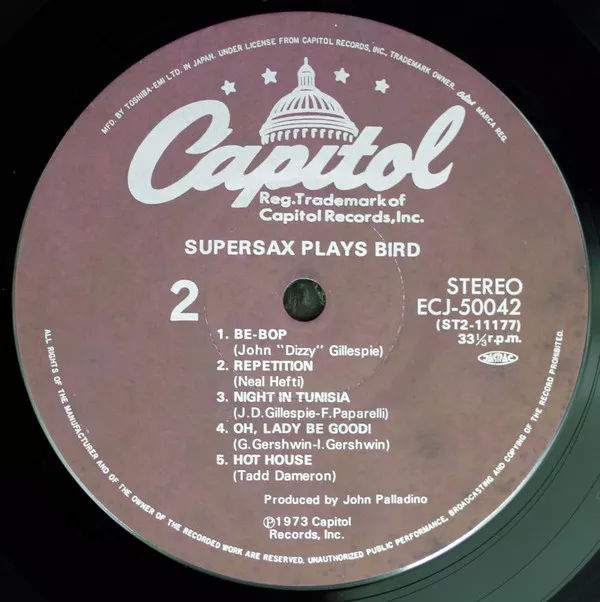 MFD. BY TOSHIBA-EMI LTD. IN JAPAN. UNDER LICENSE FROM CAPITOL RECORDS, INC., TRADEMARK OWNER. Capitol MARCA REG.
Capitol
Reg.Trademark of
Capitol Records,Inc.
SUPERSAX PLAYS BIRD
2
STEREO
ECJ-50042
(ST2-11177)
33⅓r.p.m.
JASRAC
1. BE-BOP
(John "Dizzy" Gillespie)
2. REPETITION
(Neal Hefti)
3. NIGHT IN TUNISIA
(J.D.Gillespie-F.Paparelli)
4. OH, LADY BE GOOD!
(G.Gershwin-I.Gershwin)
5. HOT HOUSE
(Tadd Dameron)
Produced by John Palladino
Ⓟ1973 Capitol
Records, Inc.
ALL RIGHTS OF THE MANUFACTURER AND OF THE OWNER OF THE RECORDED WORK ARE RESERVED. UNAUTHORIZED PUBLIC PERFORMANCE, BROADCASTING AND COPYING OF THE RECORD PROHIBITED.